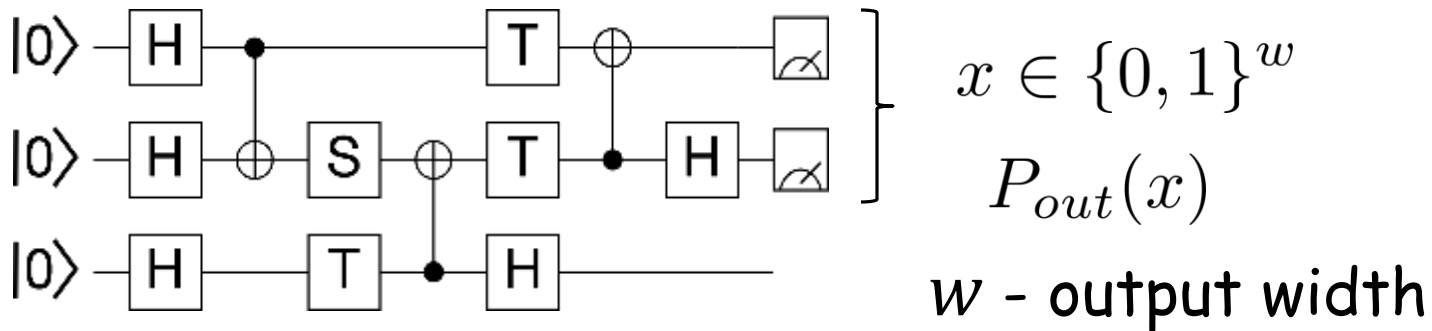 |0⟩ H T
x ∈ {0, 1}^w
|0⟩ H S T H
P_out(x)
|0⟩ H T H
w - output width